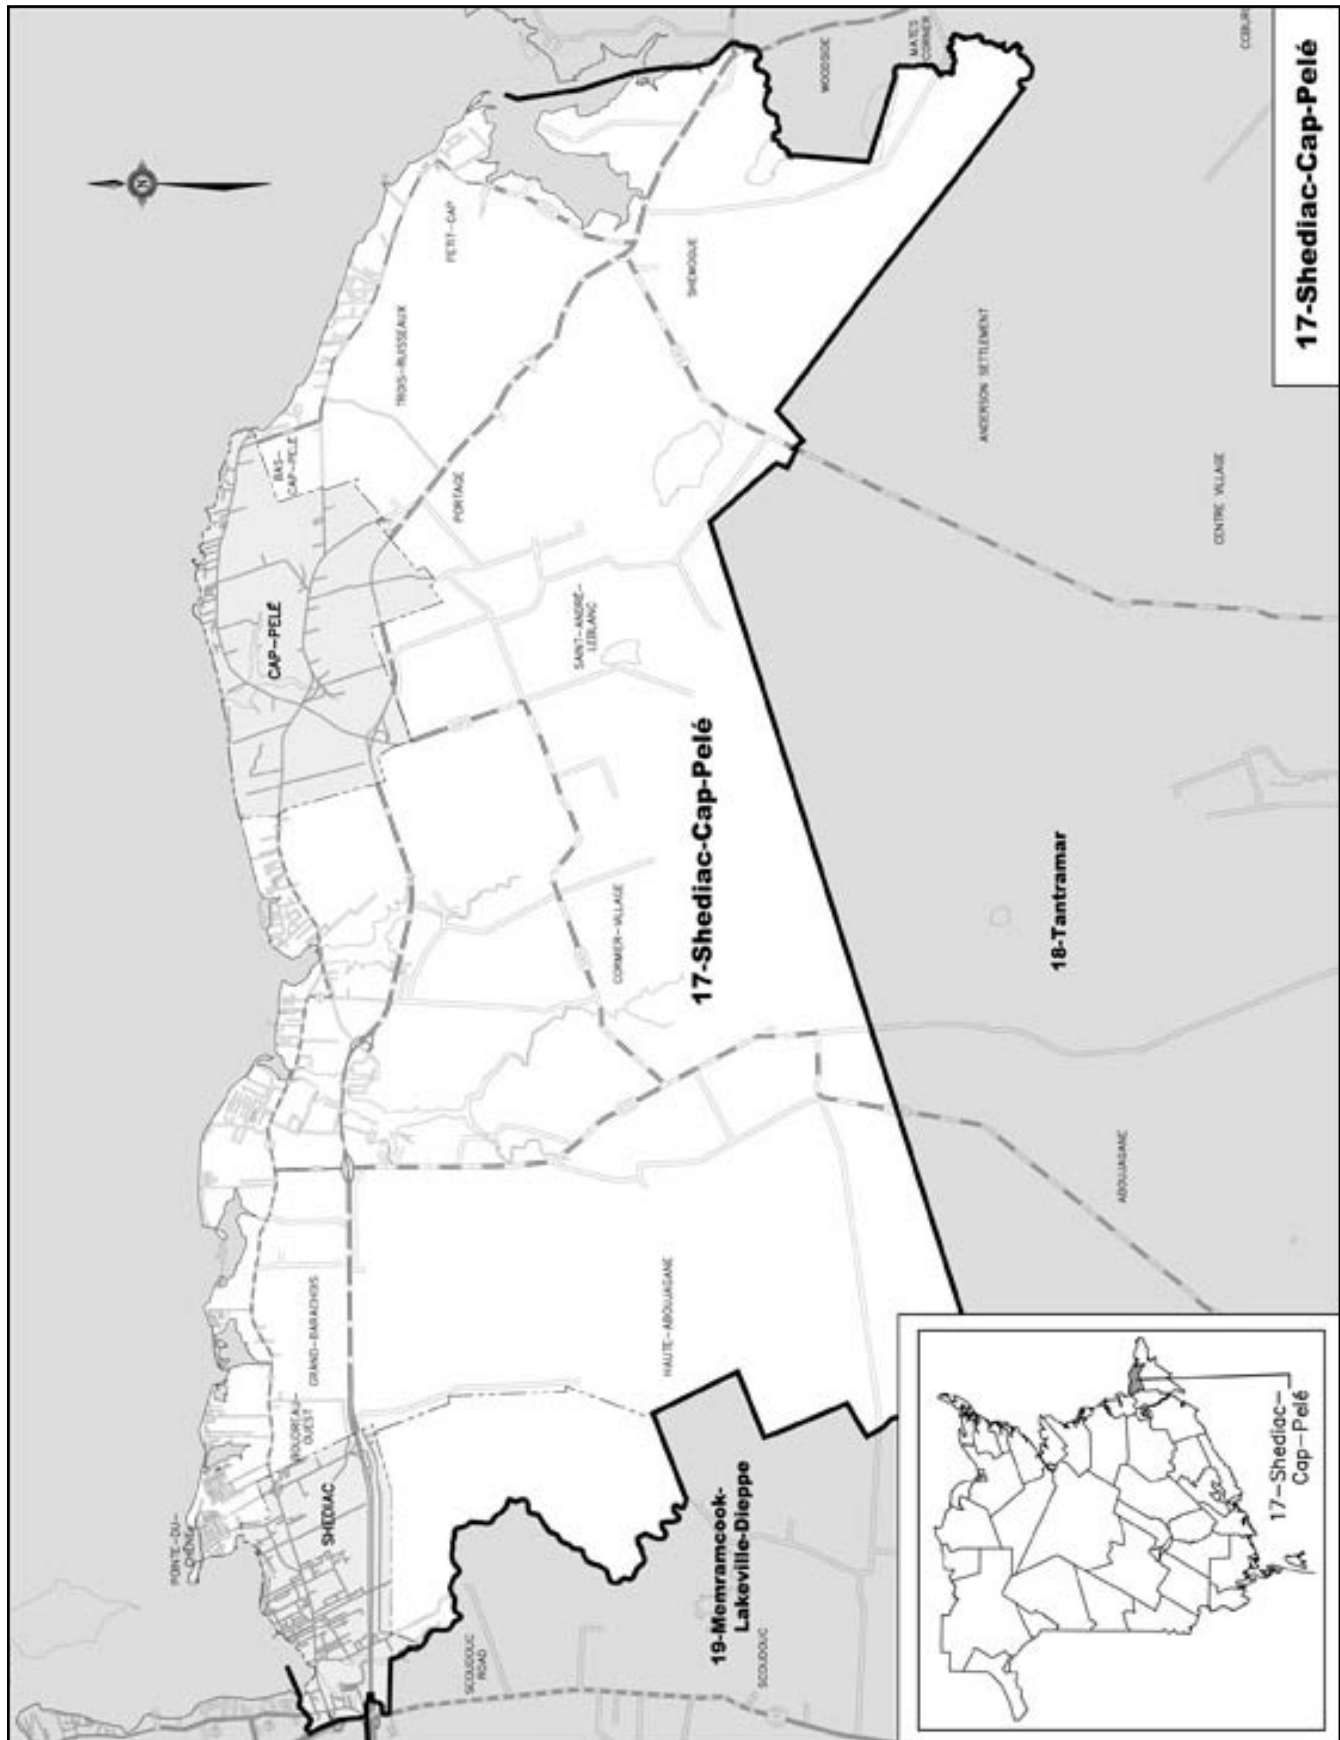 N
POINTE-DU-
CHÊNE
SHEDIAC
BOUDREAU-
OUEST
GRAND-BARACHOIS
CAP-PELÉ
BAS-
CAP-PELÉ
TROIS-RUISSEAUX
PETIT-CAP
PORTAGE
SAINT-ANDRÉ-
LEBLANC
CORMIER-VILLAGE
HAUTE-ABOUJAGANE
SHEMOGUE
WOODSIDE
MATES
CORNER
17-Shediac-Cap-Pelé
SCOUDOUC
ROAD
19-Memramcook-
Lakeville-Dieppe
SCOUDOUC
18-Tantramar
ABOUJAGANE
ANDERSON SETTLEMENT
CENTRE VILLAGE
17-Shediac-
Cap-Pelé
17-Shediac-Cap-Pelé